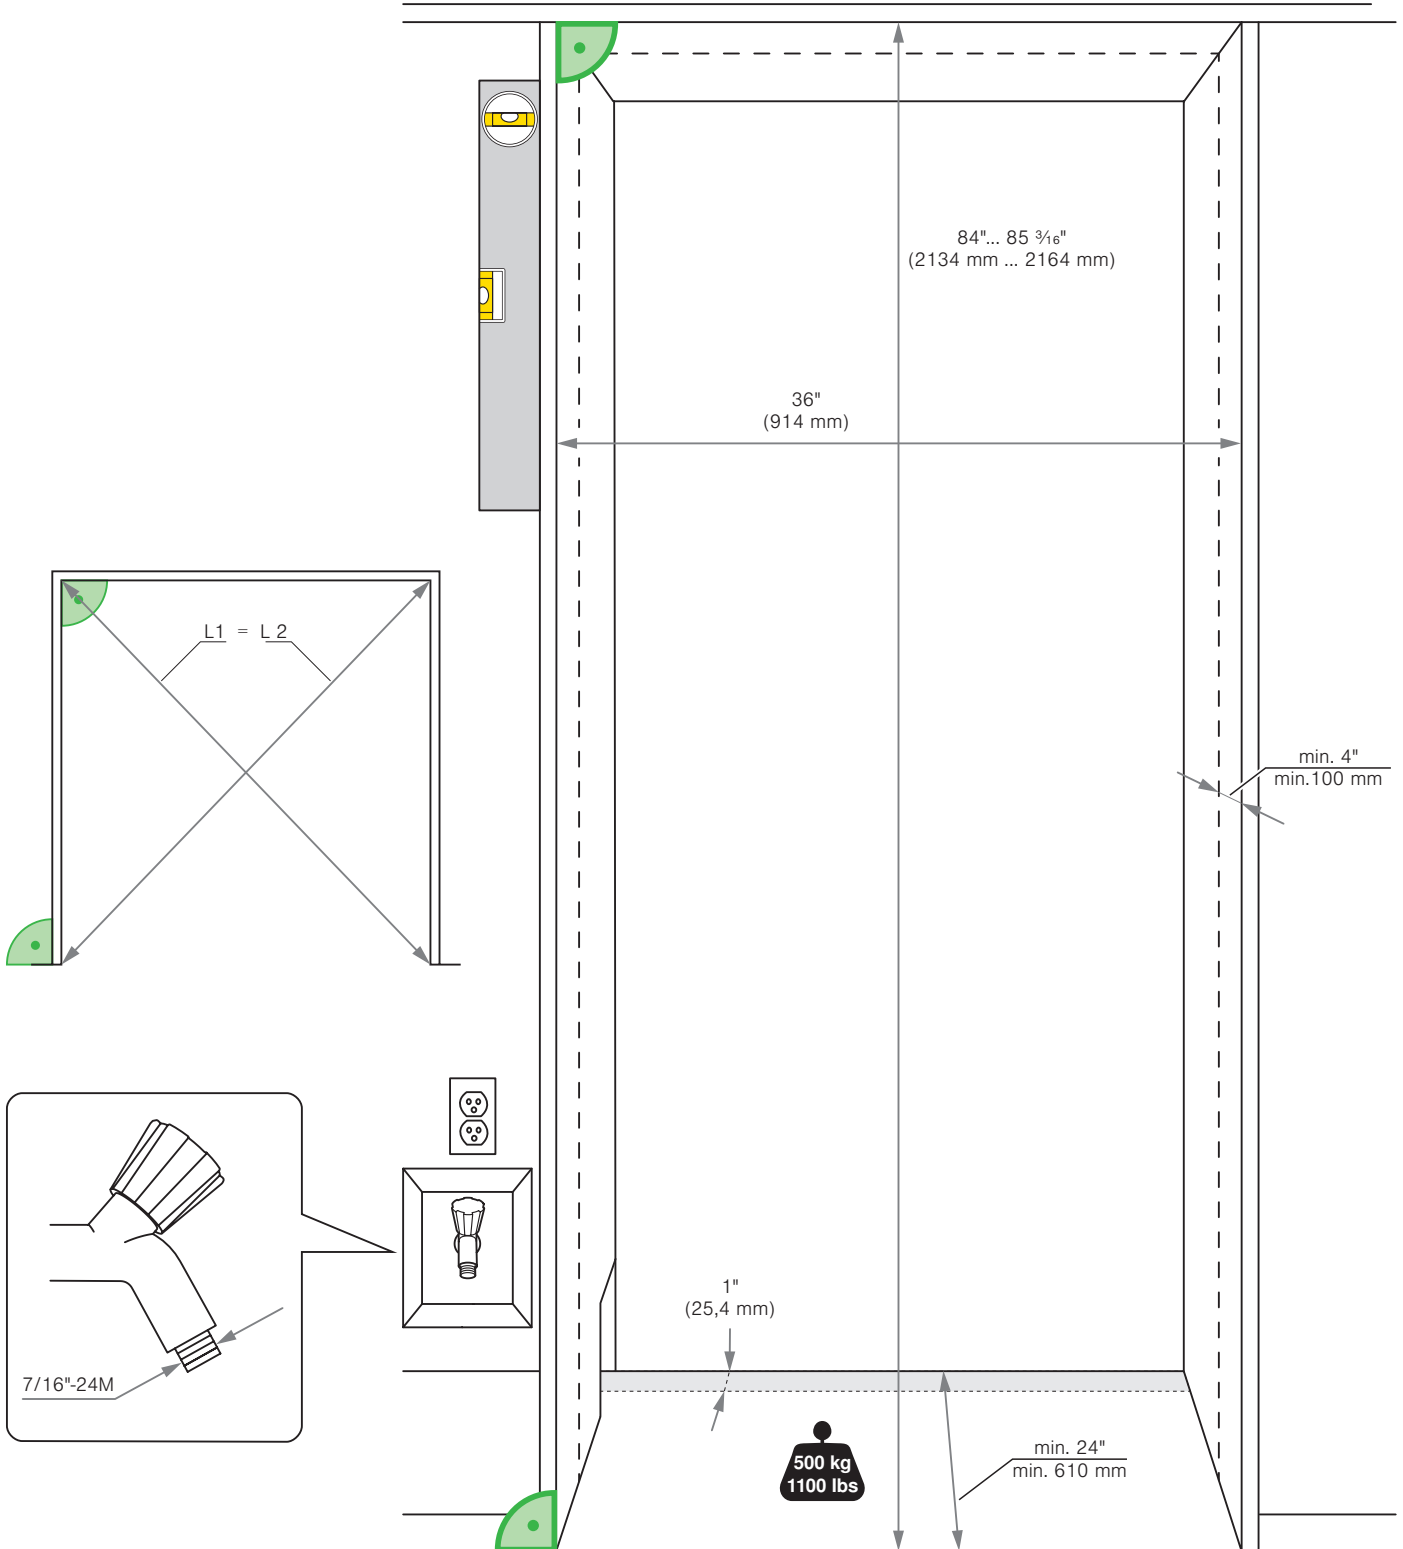 84"... 85 ³⁄₁₆"
(2134 mm ... 2164 mm)
36"
(914 mm)
L1 = L 2
min. 4"
min.100 mm
1"
(25,4 mm)
7/16"-24M
500 kg
1100 lbs
min. 24"
min. 610 mm